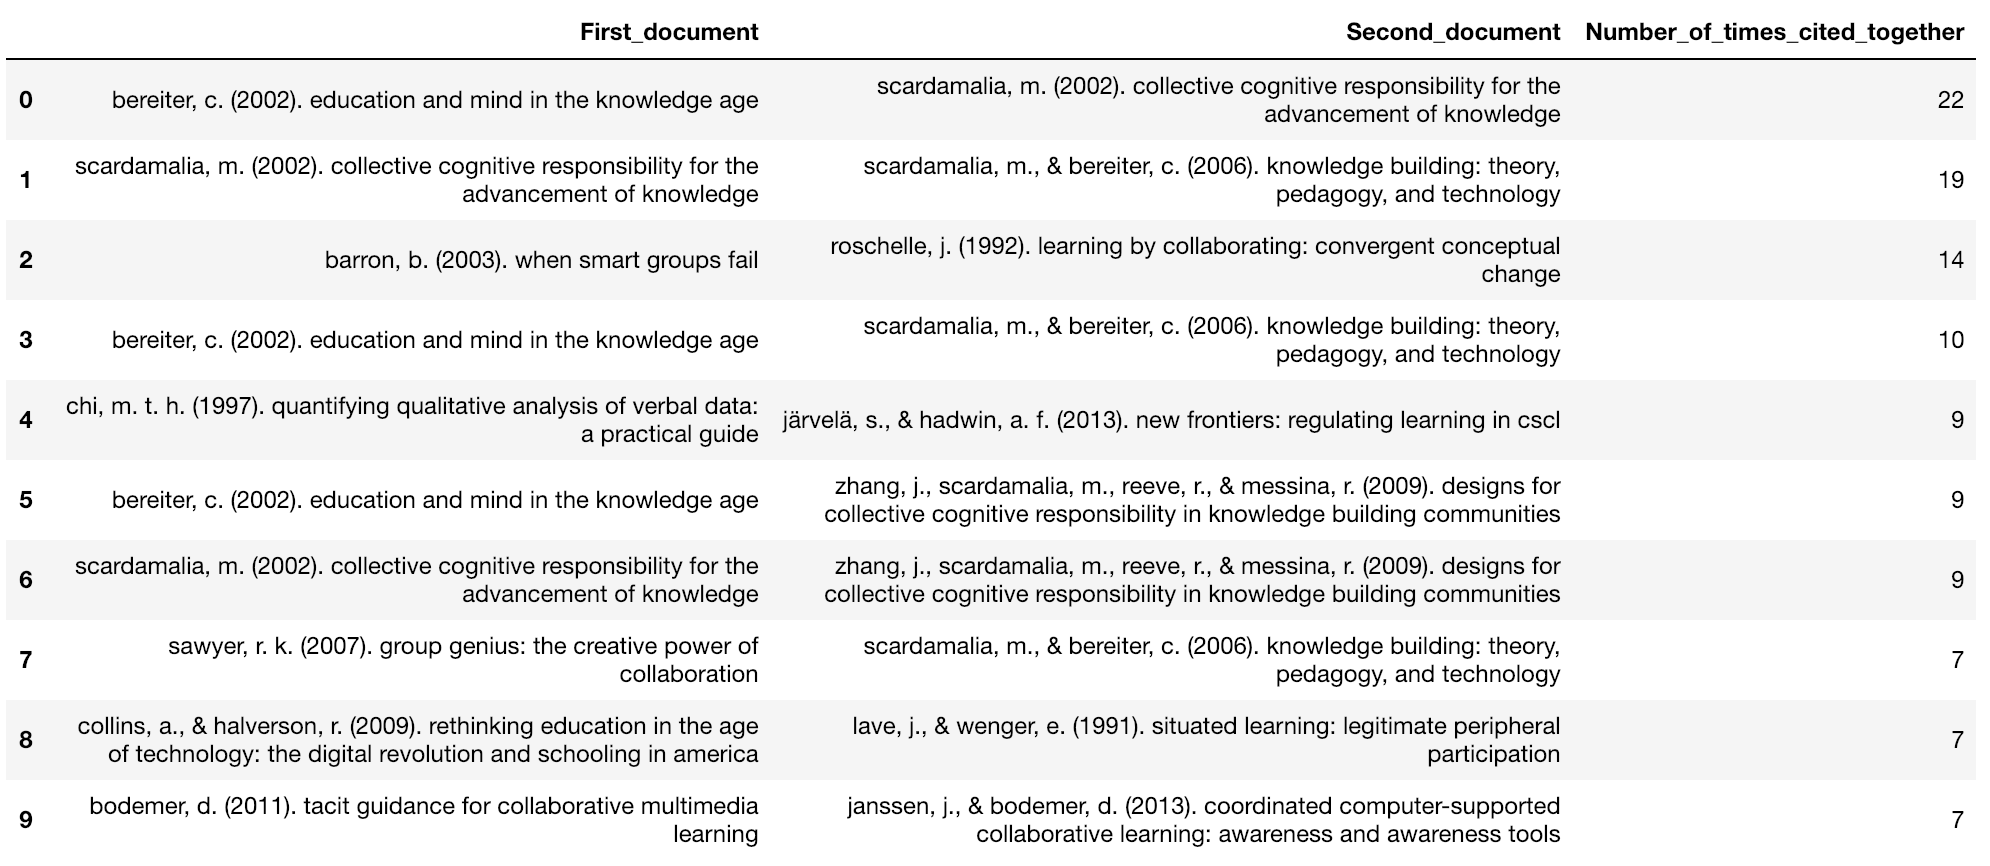 First_document Second_document Number_of_times_cited_together
0 bereiter, c. (2002). education and mind in the knowledge age scardamalia, m. (2002). collective cognitive responsibility for the
advancement of knowledge 22
1 scardamalia, m. (2002). collective cognitive responsibility for the
advancement of knowledge scardamalia, m., & bereiter, c. (2006). knowledge building: theory,
pedagogy, and technology 19
2 barron, b. (2003). when smart groups fail roschelle, j. (1992). learning by collaborating: convergent conceptual
change 14
3 bereiter, c. (2002). education and mind in the knowledge age scardamalia, m., & bereiter, c. (2006). knowledge building: theory,
pedagogy, and technology 10
4 chi, m. t. h. (1997). quantifying qualitative analysis of verbal data:
a practical guide järvelä, s., & hadwin, a. f. (2013). new frontiers: regulating learning in cscl 9
5 bereiter, c. (2002). education and mind in the knowledge age zhang, j., scardamalia, m., reeve, r., & messina, r. (2009). designs for
collective cognitive responsibility in knowledge building communities 9
6 scardamalia, m. (2002). collective cognitive responsibility for the
advancement of knowledge zhang, j., scardamalia, m., reeve, r., & messina, r. (2009). designs for
collective cognitive responsibility in knowledge building communities 9
7 sawyer, r. k. (2007). group genius: the creative power of
collaboration scardamalia, m., & bereiter, c. (2006). knowledge building: theory,
pedagogy, and technology 7
8 collins, a., & halverson, r. (2009). rethinking education in the age
of technology: the digital revolution and schooling in america lave, j., & wenger, e. (1991). situated learning: legitimate peripheral
participation 7
9 bodemer, d. (2011). tacit guidance for collaborative multimedia
learning janssen, j., & bodemer, d. (2013). coordinated computer-supported
collaborative learning: awareness and awareness tools 7